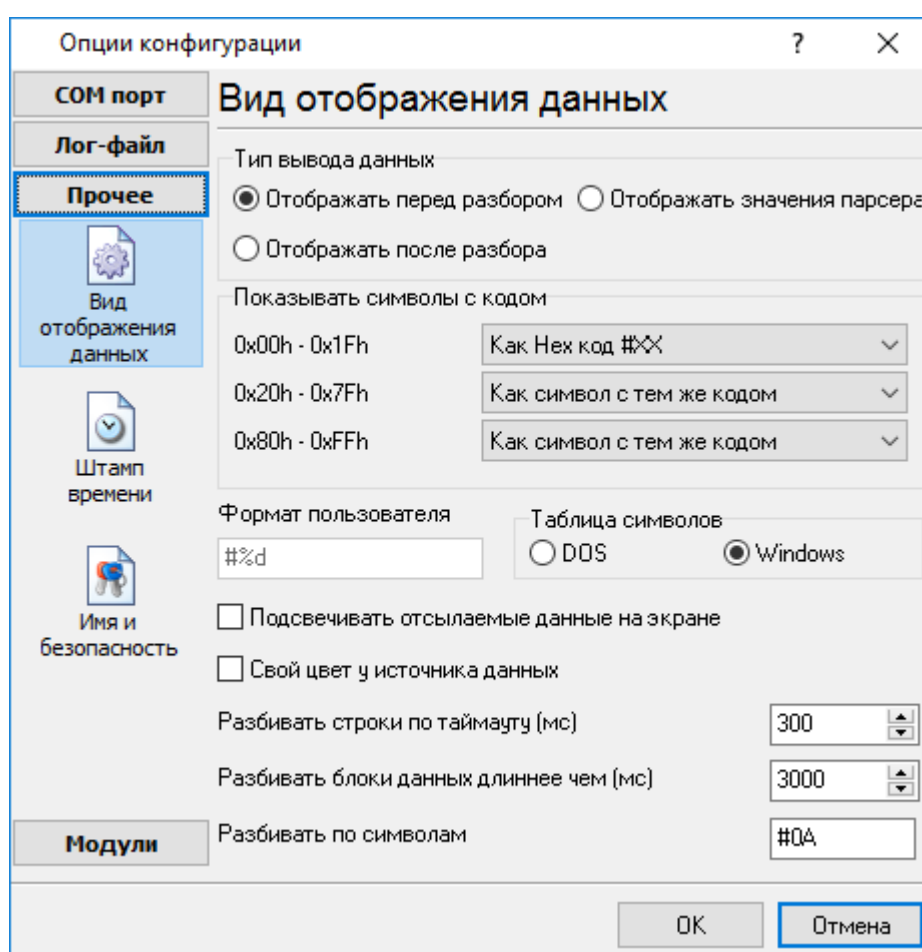 Опции конфигурации
?
COM порт
Лог-файл
Прочее
Вид
отображения
данных
Штамп
времени
Имя и
безопасность
Модули
Вид отображения данных
Тип вывода данных
Отображать перед разбором Отображать значения парсера
Отображать после разбора
Показывать символы с кодом
0x00h - 0x1Fh Как Hex код #XX
0x20h - 0x7Fh Как символ с тем же кодом
0x80h - 0xFFh Как символ с тем же кодом
Формат пользователя
#%d
Таблица символов
DOS Windows
Подсвечивать отсылаемые данные на экране
Свой цвет у источника данных
Разбивать строки по таймауту (мс) 300
Разбивать блоки данных длиннее чем (мс) 3000
Разбивать по символам #0A
OK Отмена